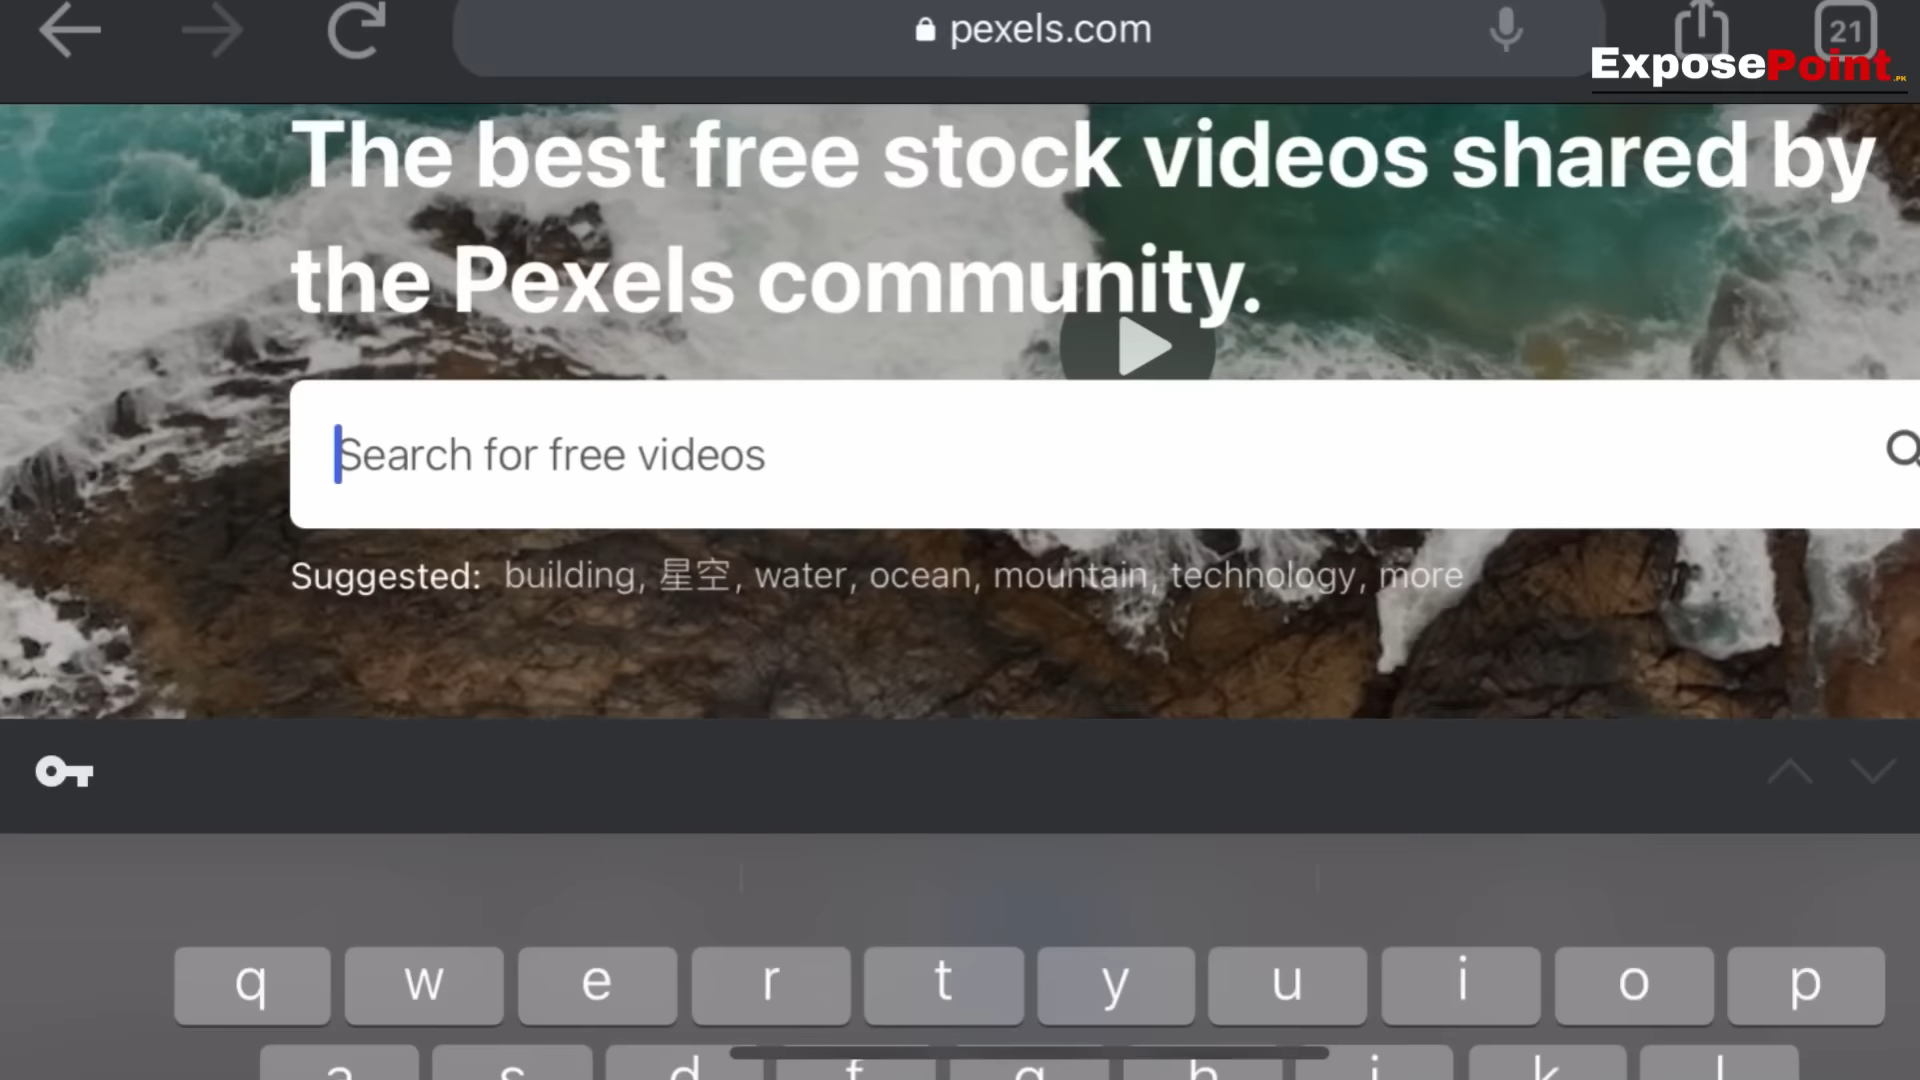 pexels.com
21
ExposePoint.PK
The best free stock videos shared by
the Pexels community.
Search for free videos
Suggested: building, 星空, water, ocean, mountain, technology, more
q w e r t y u i o p
a s d f g h j k l